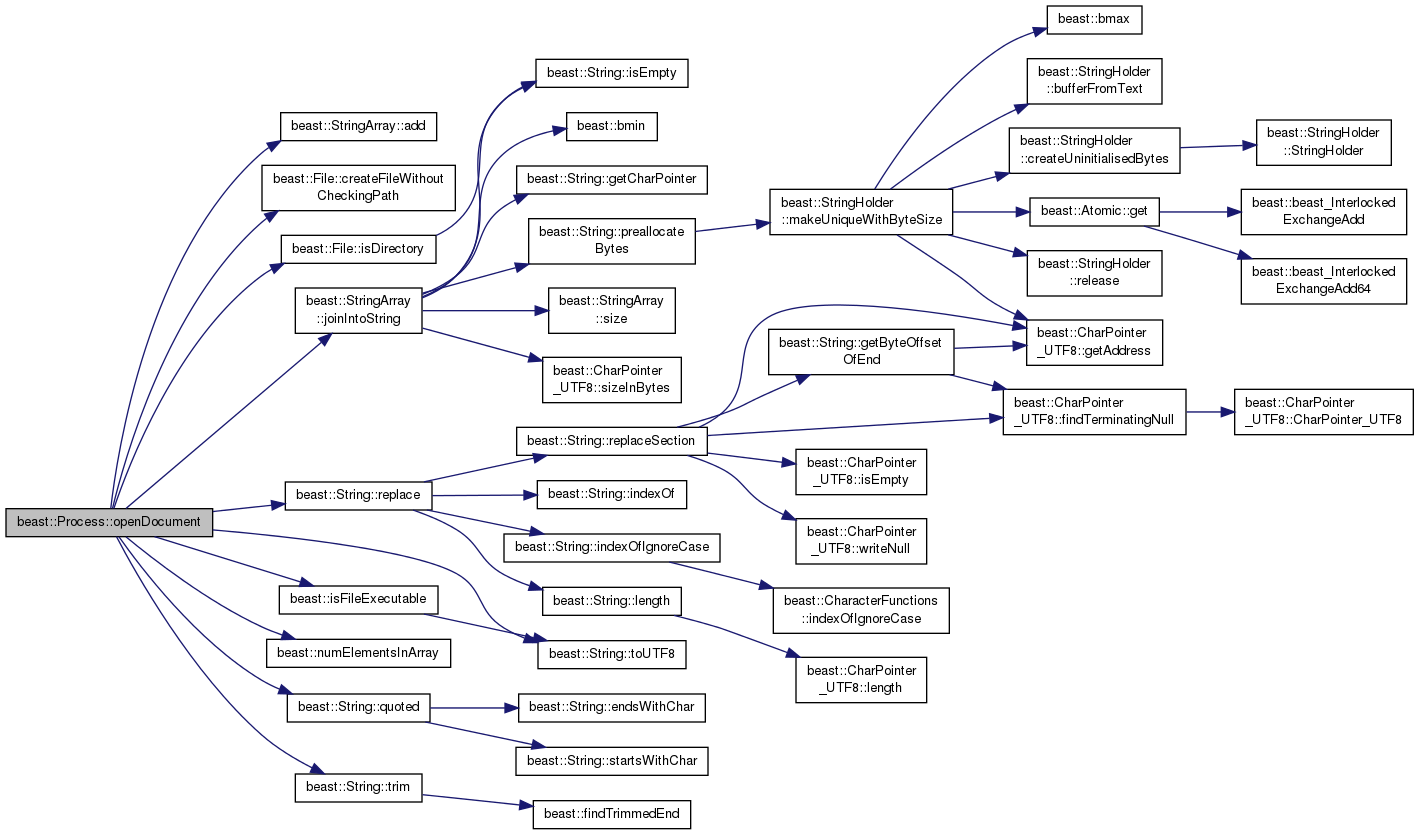 beast::Process::openDocument
beast::StringArray::add
beast::File::createFileWithout
CheckingPath
beast::File::isDirectory
beast::StringArray
::joinIntoString
beast::String::replace
beast::isFileExecutable
beast::numElementsInArray
beast::String::quoted
beast::String::trim
beast::String::isEmpty
beast::bmin
beast::String::getCharPointer
beast::String::preallocate
Bytes
beast::StringArray
::size
beast::CharPointer
_UTF8::sizeInBytes
beast::String::replaceSection
beast::String::indexOf
beast::String::indexOfIgnoreCase
beast::String::length
beast::String::toUTF8
beast::String::endsWithChar
beast::String::startsWithChar
beast::findTrimmedEnd
beast::StringHolder
::makeUniqueWithByteSize
beast::String::getByteOffset
OfEnd
beast::CharPointer
_UTF8::isEmpty
beast::CharPointer
_UTF8::writeNull
beast::CharacterFunctions
::indexOfIgnoreCase
beast::CharPointer
_UTF8::length
beast::bmax
beast::StringHolder
::bufferFromText
beast::StringHolder
::createUninitialisedBytes
beast::Atomic::get
beast::StringHolder
::release
beast::CharPointer
_UTF8::getAddress
beast::CharPointer
_UTF8::findTerminatingNull
beast::StringHolder
::StringHolder
beast::beast_Interlocked
ExchangeAdd
beast::beast_Interlocked
ExchangeAdd64
beast::CharPointer
_UTF8::CharPointer_UTF8